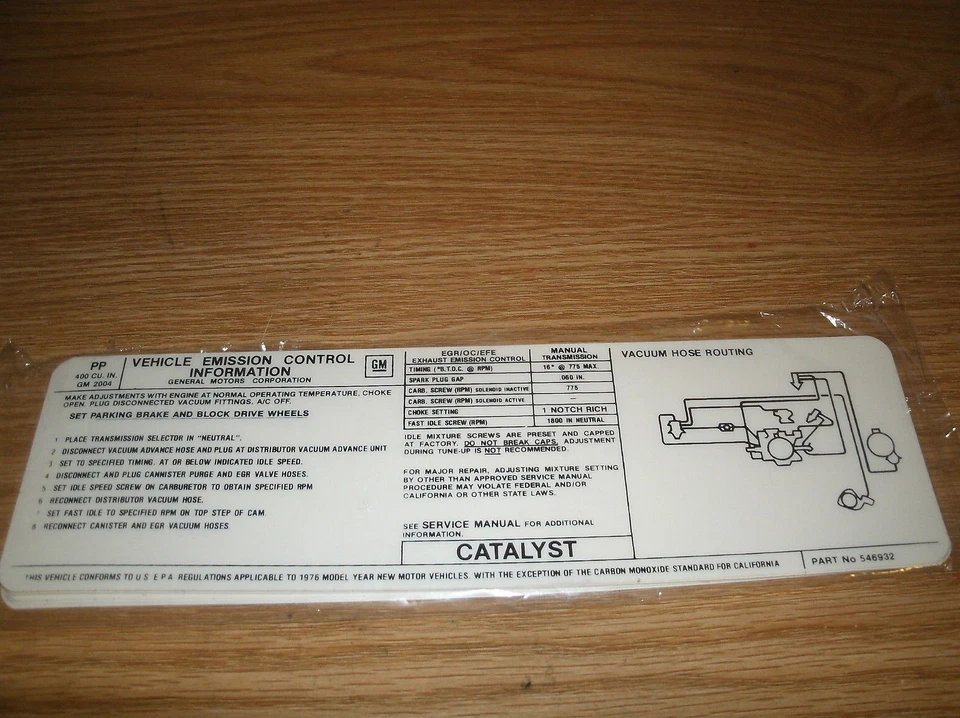 PP
400 CU. IN.
GM 2004
VEHICLE EMISSION CONTROL
INFORMATION
GENERAL MOTORS CORPORATION
GM
MAKE ADJUSTMENTS WITH ENGINE AT NORMAL OPERATING TEMPERATURE, CHOKE
OPEN, PLUG DISCONNECTED VACUUM FITTINGS, A/C OFF.
SET PARKING BRAKE AND BLOCK DRIVE WHEELS
1 PLACE TRANSMISSION SELECTOR IN "NEUTRAL".
2 DISCONNECT VACUUM ADVANCE HOSE AND PLUG AT DISTRIBUTOR VACUUM ADVANCE UNIT
3 SET TO SPECIFIED TIMING. AT OR BELOW INDICATED IDLE SPEED.
4 DISCONNECT AND PLUG CANNISTER PURGE AND EGR VALVE HOSES.
5 SET IDLE SPEED SCREW ON CARBURETOR TO OBTAIN SPECIFIED RPM
6 RECONNECT DISTRIBUTOR VACUUM HOSE.
7 SET FAST IDLE TO SPECIFIED RPM ON TOP STEP OF CAM
8 RECONNECT CANISTER AND EGR VACUUM HOSES.
EGR/OC/EFE
EXHAUST EMISSION CONTROL
MANUAL
TRANSMISSION
TIMING (°B.T.D.C. @ RPM) 16° @ 775 MAX.
SPARK PLUG GAP .060 IN.
CARB. SCREW (RPM) SOLENOID INACTIVE 775
CARB. SCREW (RPM) SOLENOID ACTIVE —
CHOKE SETTING 1 NOTCH RICH
FAST IDLE SCREW (RPM) 1800 IN NEUTRAL
IDLE MIXTURE SCREWS ARE PRESET AND CAPPED
AT FACTORY. DO NOT BREAK CAPS. ADJUSTMENT
DURING TUNE-UP IS NOT RECOMMENDED.
FOR MAJOR REPAIR, ADJUSTING MIXTURE SETTING
BY OTHER THAN APPROVED SERVICE MANUAL
PROCEDURE MAY VIOLATE FEDERAL AND/OR
CALIFORNIA OR OTHER STATE LAWS.
SEE SERVICE MANUAL FOR ADDITIONAL
INFORMATION.
CATALYST
VACUUM HOSE ROUTING
THIS VEHICLE CONFORMS TO U S E P A REGULATIONS APPLICABLE TO 1976 MODEL YEAR NEW MOTOR VEHICLES. WITH THE EXCEPTION OF THE CARBON MONOXIDE STANDARD FOR CALIFORNIA
PART No 546932